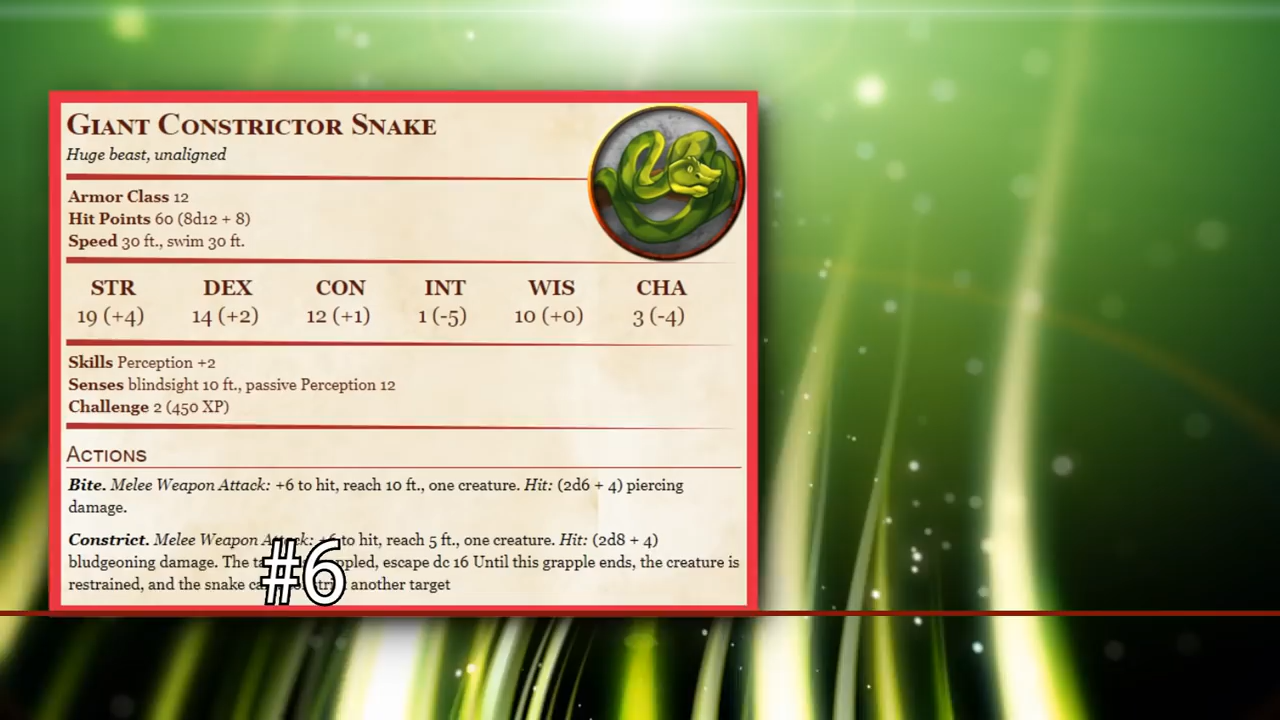 Giant Constrictor Snake
Huge beast, unaligned
Armor Class 12
Hit Points 60 (8d12 + 8)
Speed 30 ft., swim 30 ft.
STR DEX CON INT WIS CHA
19 (+4) 14 (+2) 12 (+1) 1 (-5) 10 (+0) 3 (-4)
Skills Perception +2
Senses blindsight 10 ft., passive Perception 12
Challenge 2 (450 XP)
Actions
Bite. Melee Weapon Attack: +6 to hit, reach 10 ft., one creature. Hit: (2d6 + 4) piercing
damage.
Constrict. Melee Weapon Attack: +6 to hit, reach 5 ft., one creature. Hit: (2d8 + 4)
bludgeoning damage. The escape dc 16 Until this grapple ends, the creature is
restrained, and the snake another target
#6